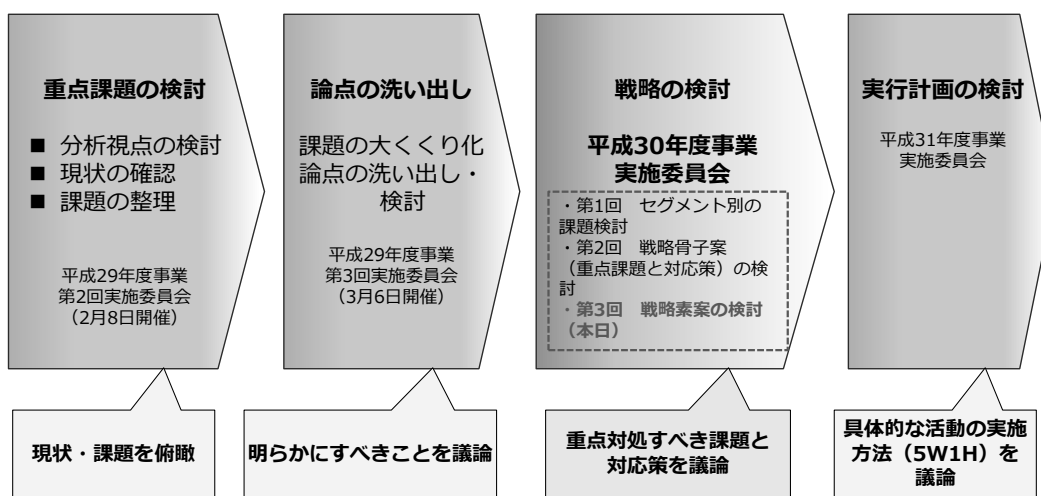 重点課題の検討
■ 分析視点の検討
■ 現状の確認
■ 課題の整理
平成29年度事業
第2回実施委員会
（2月8日開催）
論点の洗い出し
課題の大くくり化
論点の洗い出し・
検討
平成29年度事業
第3回実施委員会
（3月6日開催）
戦略の検討
平成30年度事業
実施委員会
・第1回　セグメント別の
課題検討
・第2回　戦略骨子案
（重点課題と対応策）の検
討
・第3回　戦略素案の検討
（本日）
実行計画の検討
平成31年度事業
実施委員会
現状・課題を俯瞰
明らかにすべきことを議論
重点対処すべき課題と
対応策を議論
具体的な活動の実施
方法（5W1H）を
議論